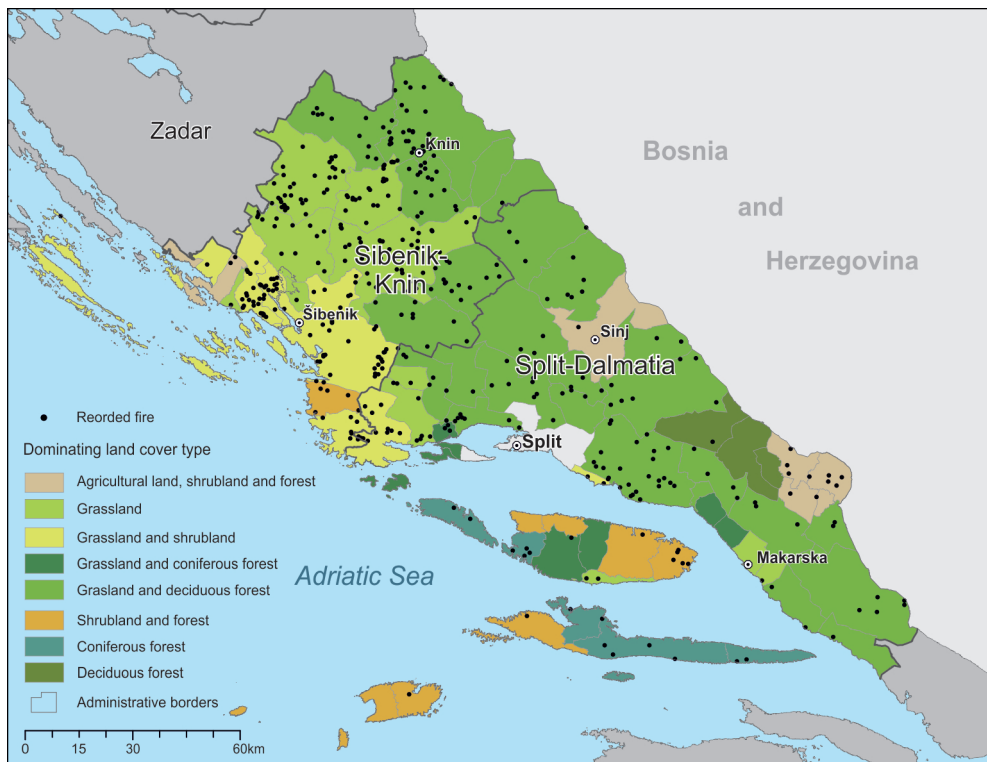 Zadar
Knin
Bosnia
and
Herzegovina
Sibenik-
Knin
Šibenik
Sinj
Split-Dalmatia
Split
Makarska
Adriatic Sea
Reorded fire
Dominating land cover type
Agricultural land, shrubland and forest
Grassland
Grassland and shrubland
Grassland and coniferous forest
Grasland and deciduous forest
Shrubland and forest
Coniferous forest
Deciduous forest
Administrative borders
0 15 30 60km